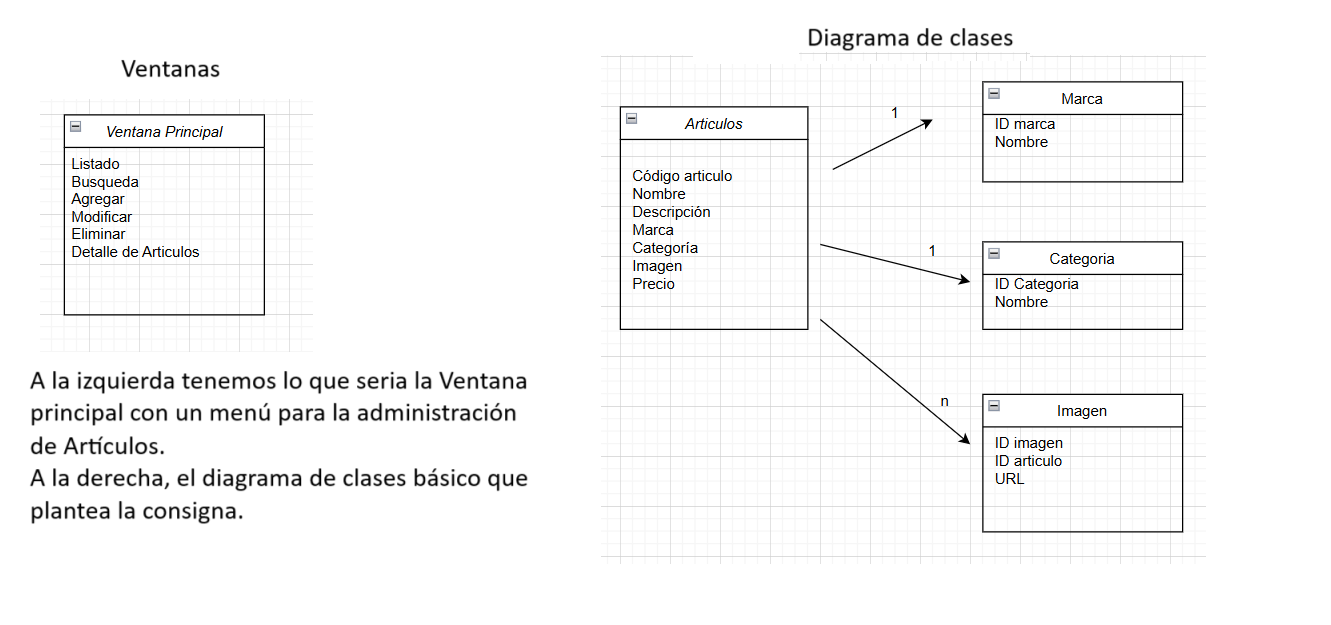 Ventanas
Ventana Principal
Listado
Busqueda
Agregar
Modificar
Eliminar
Detalle de Articulos
A la izquierda tenemos lo que seria la Ventana
principal con un menú para la administración
de Artículos.
A la derecha, el diagrama de clases básico que
plantea la consigna.
Diagrama de clases
Articulos
Código articulo
Nombre
Descripción
Marca
Categoría
Imagen
Precio
1
Marca
ID marca
Nombre
1
Categoria
ID Categoria
Nombre
n
Imagen
ID imagen
ID articulo
URL